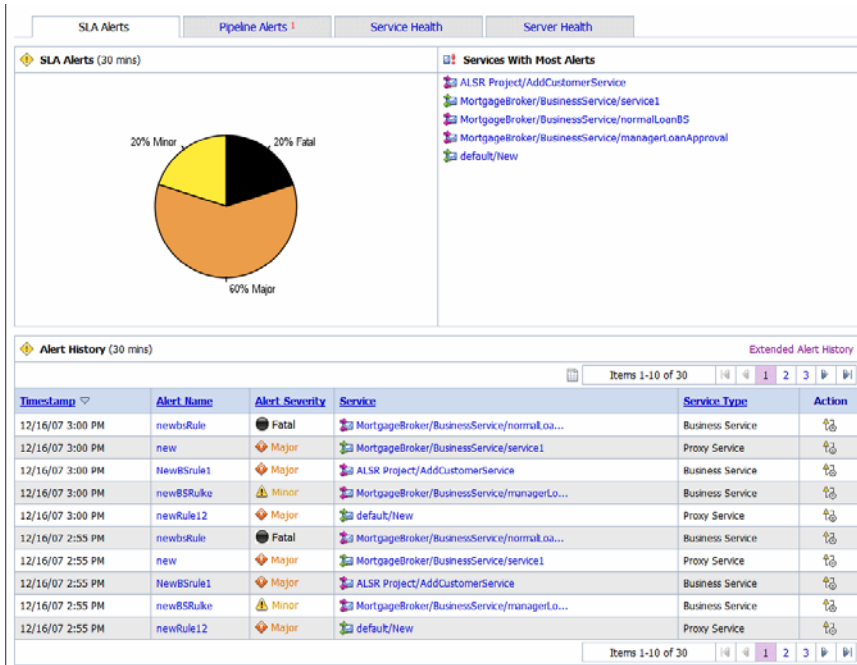 SLA Alerts
Pipeline Alerts 1
Service Health
Server Health
SLA Alerts (30 mins)
20% Minor
20% Fatal
60% Major
Services With Most Alerts
ALSR Project/AddCustomerService
MortgageBroker/BusinessService/service1
MortgageBroker/BusinessService/normalLoanBS
MortgageBroker/BusinessService/managerLoanApproval
default/New
Alert History (30 mins)
Extended Alert History
Items 1-10 of 30 1 2 3
Timestamp Alert Name Alert Severity Service Service Type Action
12/16/07 3:00 PM newbsRule Fatal MortgageBroker/BusinessService/normalLoa... Business Service
12/16/07 3:00 PM new Major MortgageBroker/BusinessService/service1 Proxy Service
12/16/07 3:00 PM NewBSrule1 Major ALSR Project/AddCustomerService Business Service
12/16/07 3:00 PM newBSRulke Minor MortgageBroker/BusinessService/managerLo... Business Service
12/16/07 3:00 PM newRule12 Major default/New Proxy Service
12/16/07 2:55 PM newbsRule Fatal MortgageBroker/BusinessService/normalLoa... Business Service
12/16/07 2:55 PM new Major MortgageBroker/BusinessService/service1 Proxy Service
12/16/07 2:55 PM NewBSrule1 Major ALSR Project/AddCustomerService Business Service
12/16/07 2:55 PM newBSRulke Minor MortgageBroker/BusinessService/managerLo... Business Service
12/16/07 2:55 PM newRule12 Major default/New Proxy Service
Items 1-10 of 30 1 2 3